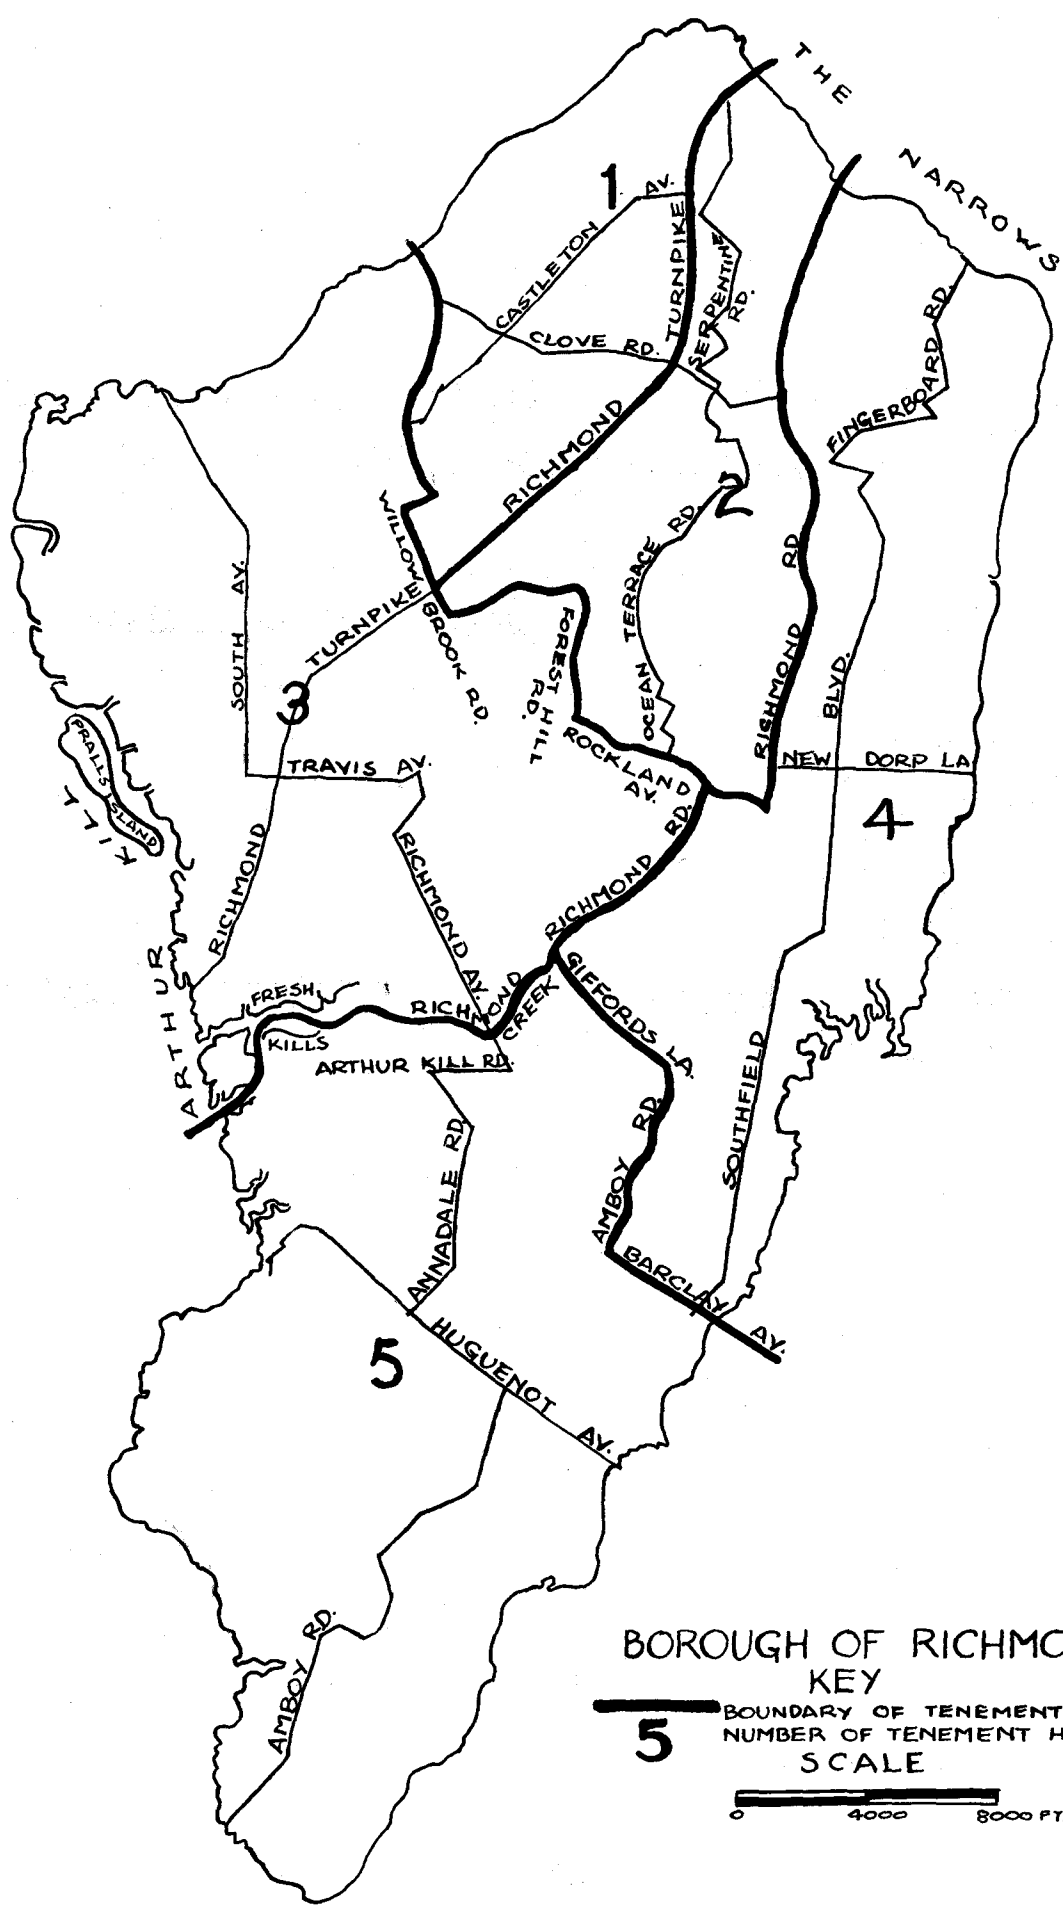 THE NARROWS
1
CASTLETON AV.
TURNPIKE
SERPENTINE RD.
CLOVE RD.
RICHMOND
FINGERBOARD RD.
2
WILLOW BROOK RD.
OCEAN TERRACE RD.
RICHMOND RD.
SOUTH AV.
TURNPIKE
3
FOREST HILL RD.
BLVD.
ROCKLAND AV.
NEW DORP LA
PRALLS ISLAND
TRAVIS AV.
4
ARTHUR KILL
RICHMOND
RICHMOND AV.
RICHMOND RD.
FRESH KILLS
RICHMOND CREEK
GIFFORDS LA.
ARTHUR KILL RD.
SOUTHFIELD
AMBOY RD.
ANNADALE RD.
BARCLAY AV.
5
HUGUENOT AV.
AMBOY RD.
BOROUGH OF RICHMO
KEY
BOUNDARY OF TENEMENT
5 NUMBER OF TENEMENT H
SCALE
0 4000 8000 FT